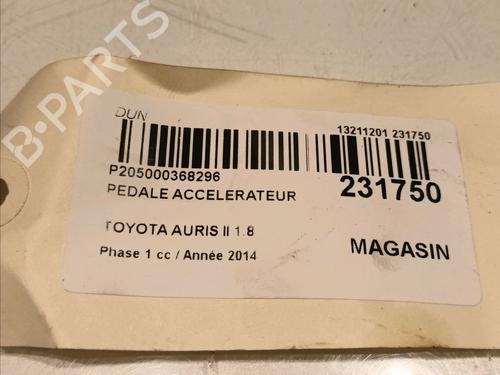 DUN
13211201 231750
P205000368296
231750
PEDALE ACCELERATEUR
TOYOTA AURIS II 1.8
Phase 1 cc / Année 2014
MAGASIN
B-PARTS